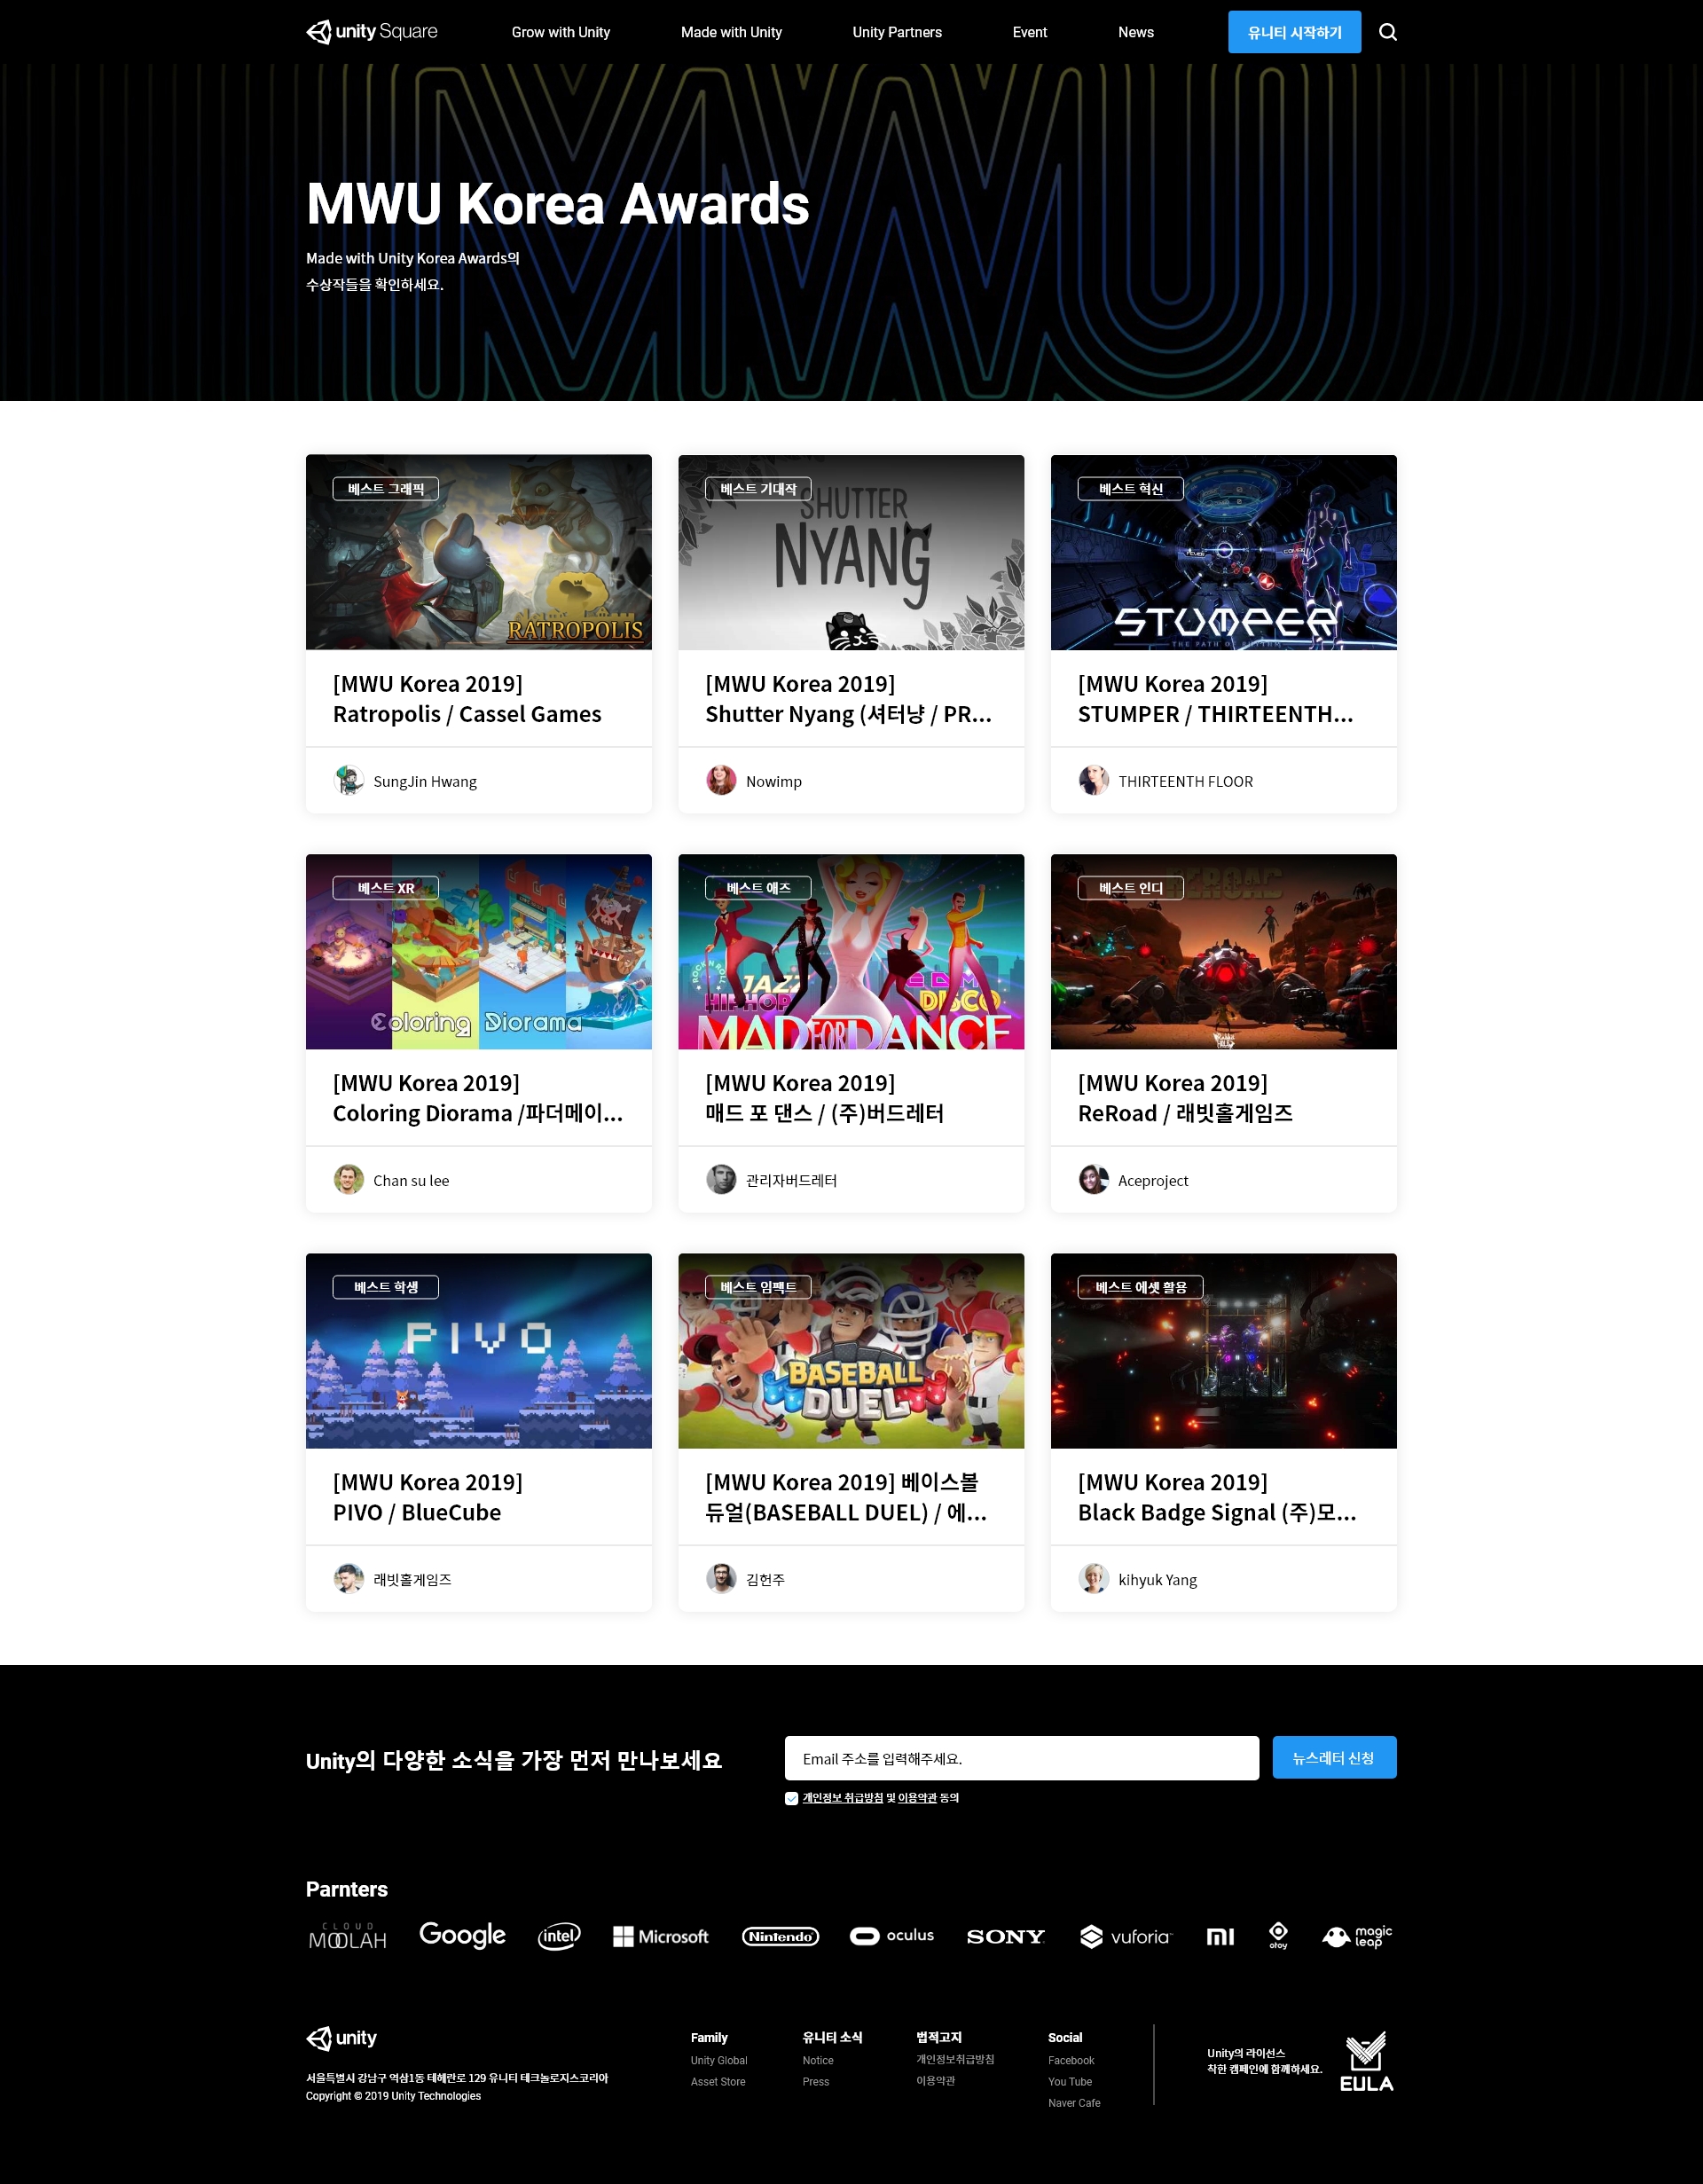 unity Square
Grow with Unity
Made with Unity
Unity Partners
Event
News
유니티 시작하기
MWU Korea Awards
Made with Unity Korea Awards의
수상작들을 확인하세요.
베스트 그래픽
RATROPOLIS
[MWU Korea 2019]
Ratropolis / Cassel Games
SungJin Hwang
베스트 기대작
SHUTTER
NYANG
[MWU Korea 2019]
Shutter Nyang (셔터냥 / PR...
Nowimp
베스트 혁신
STUMPER
THE PATH OF RHYTHM
[MWU Korea 2019]
STUMPER / THIRTEENTH...
THIRTEENTH FLOOR
베스트 XR
Coloring Diorama
[MWU Korea 2019]
Coloring Diorama /파더메이...
Chan su lee
베스트 애즈
JAZZ
HIPHOP
EDM
DISCO
MAD FOR DANCE
[MWU Korea 2019]
매드 포 댄스 / (주)버드레터
관리자버드레터
베스트 인디
[MWU Korea 2019]
ReRoad / 래빗홀게임즈
Aceproject
베스트 학생
PIVO
[MWU Korea 2019]
PIVO / BlueCube
래빗홀게임즈
베스트 임팩트
BASEBALL
DUEL
[MWU Korea 2019] 베이스볼
듀얼(BASEBALL DUEL) / 에...
김헌주
베스트 에셋 활용
[MWU Korea 2019]
Black Badge Signal (주)모...
kihyuk Yang
Unity의 다양한 소식을 가장 먼저 만나보세요
Email 주소를 입력해주세요.
뉴스레터 신청
개인정보 취급방침 및 이용약관 동의
Parnters
CLOUD
MOOLAH
Google
intel
Microsoft
Nintendo
oculus
SONY
vuforia
mi
otoy
magic
leap
unity
서울특별시 강남구 역삼1동 테헤란로 129 유니티 테크놀로지스코리아
Copyright © 2019 Unity Technologies
Family
Unity Global
Asset Store
유니티 소식
Notice
Press
법적고지
개인정보취급방침
이용약관
Social
Facebook
You Tube
Naver Cafe
Unity의 라이선스
착한 캠페인에 함께하세요.
EULA